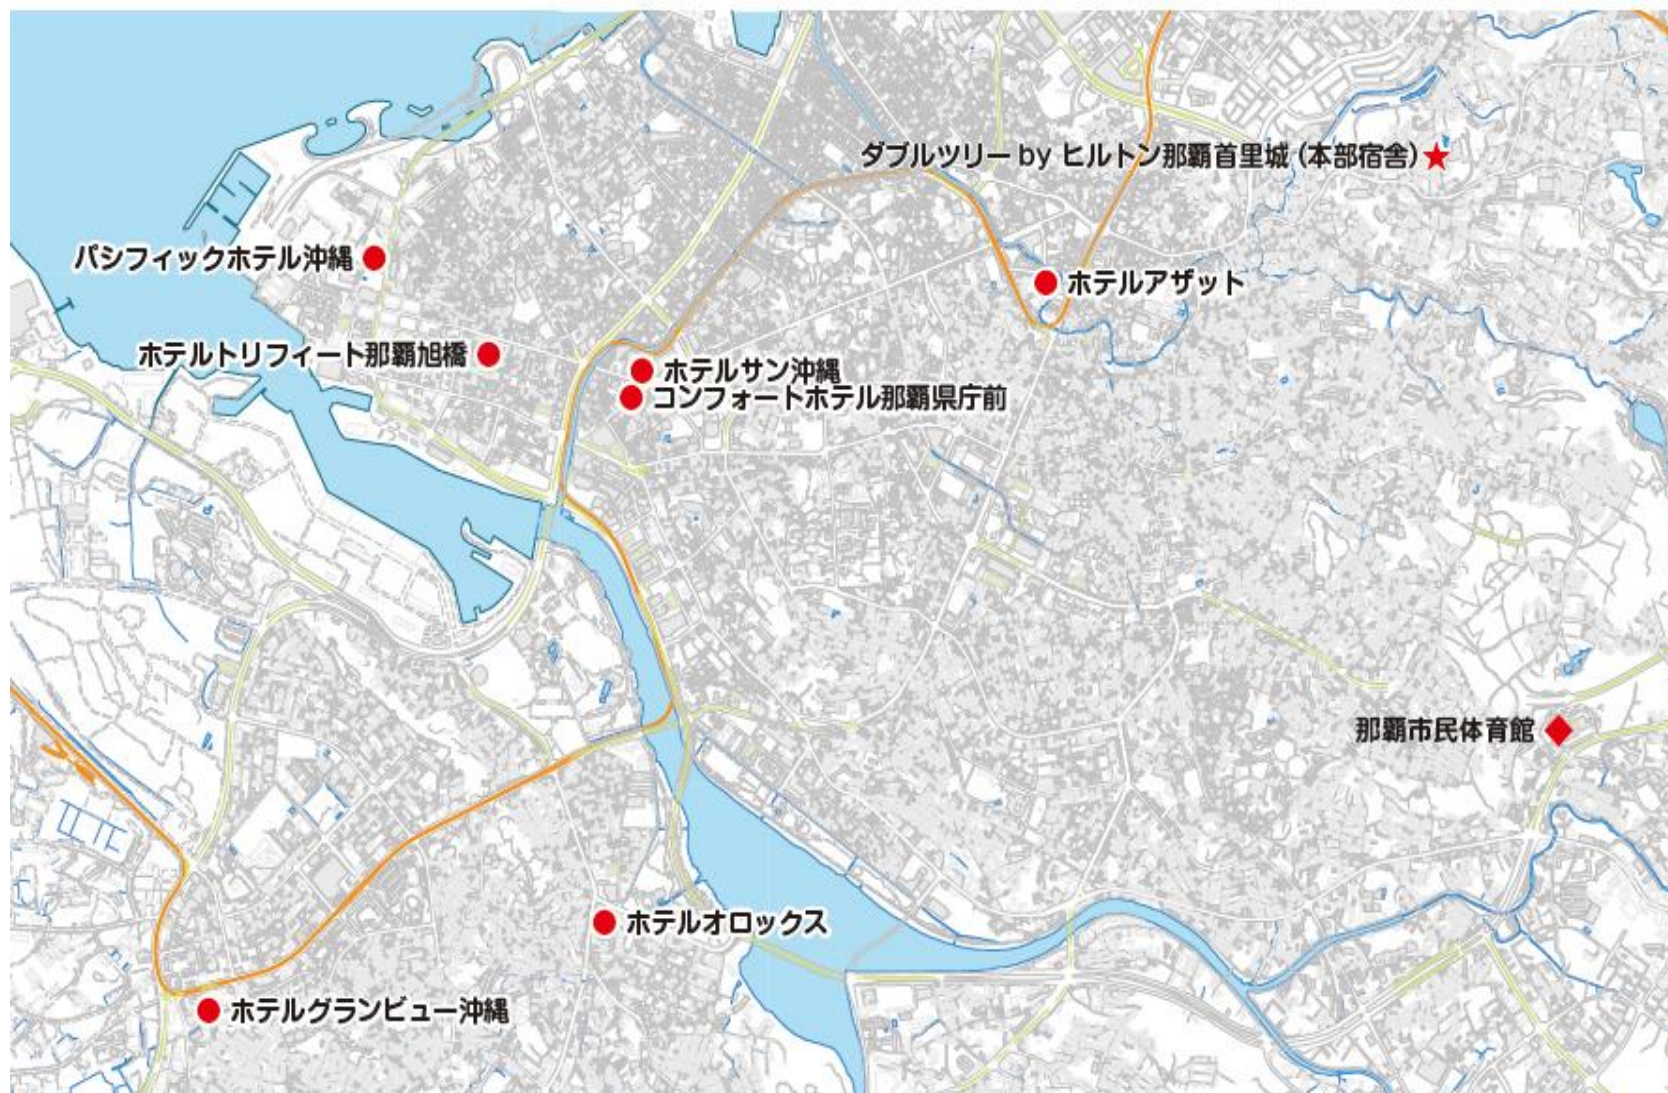 ダブルツリー by ヒルトン那覇首里城（本部宿舎）
パシフィックホテル沖縄
ホテルアザット
ホテルトリフィート那覇旭橋
ホテルサン沖縄
コンフォートホテル那覇県庁前
那覇市民体育館
ホテルオロックス
ホテルグランビュー沖縄